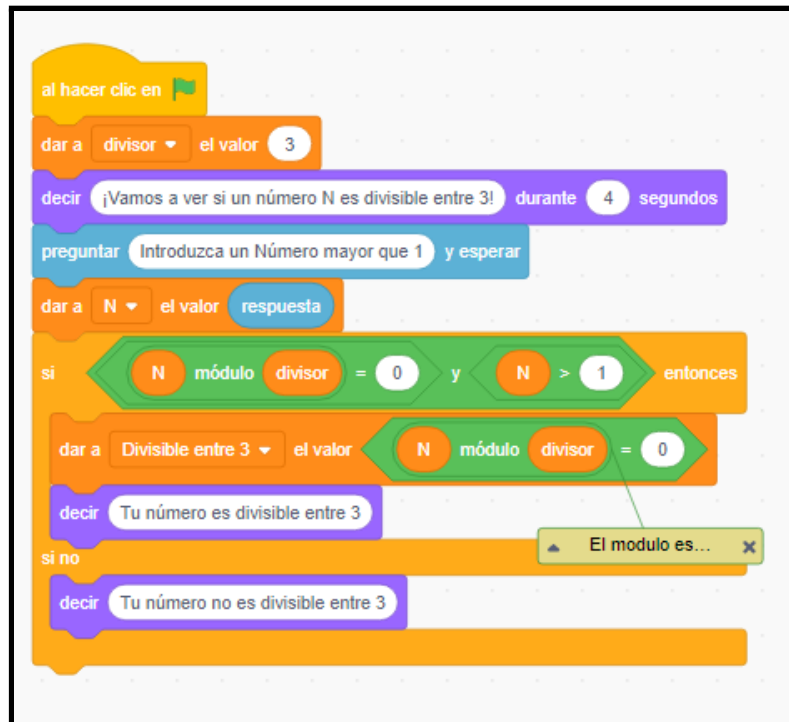 al hacer clic en
dar a divisor el valor 3
decir ¡Vamos a ver si un número N es divisible entre 3! durante 4 segundos
preguntar Introduzca un Número mayor que 1 y esperar
dar a N el valor respuesta
si N módulo divisor = 0 y N > 1 entonces
dar a Divisible entre 3 el valor N módulo divisor = 0
decir Tu número es divisible entre 3
El modulo es...
si no
decir Tu número no es divisible entre 3